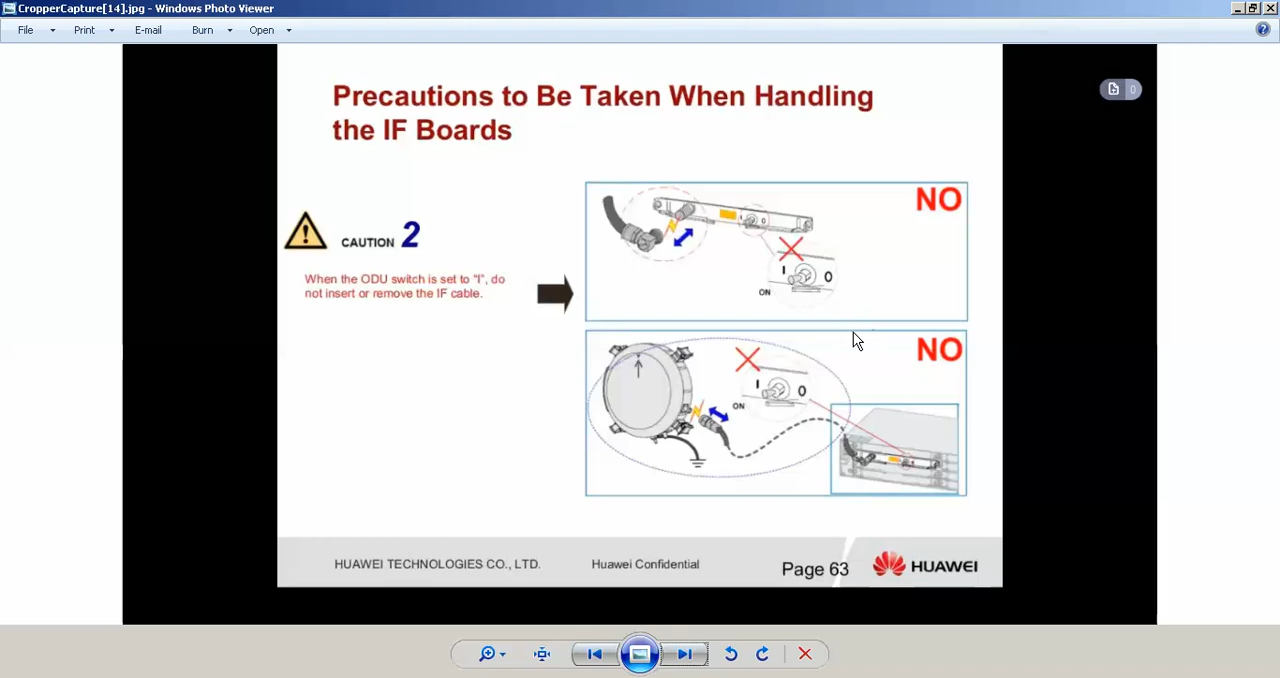 CropperCapture[14].jpg - Windows Photo Viewer
File Print E-mail Burn Open
0
Precautions to Be Taken When Handling
the IF Boards
NO
CAUTION 2
When the ODU switch is set to "I", do
not insert or remove the IF cable.
I O
ON
NO
I O
ON
HUAWEI TECHNOLOGIES CO., LTD. Huawei Confidential Page 63 HUAWEI